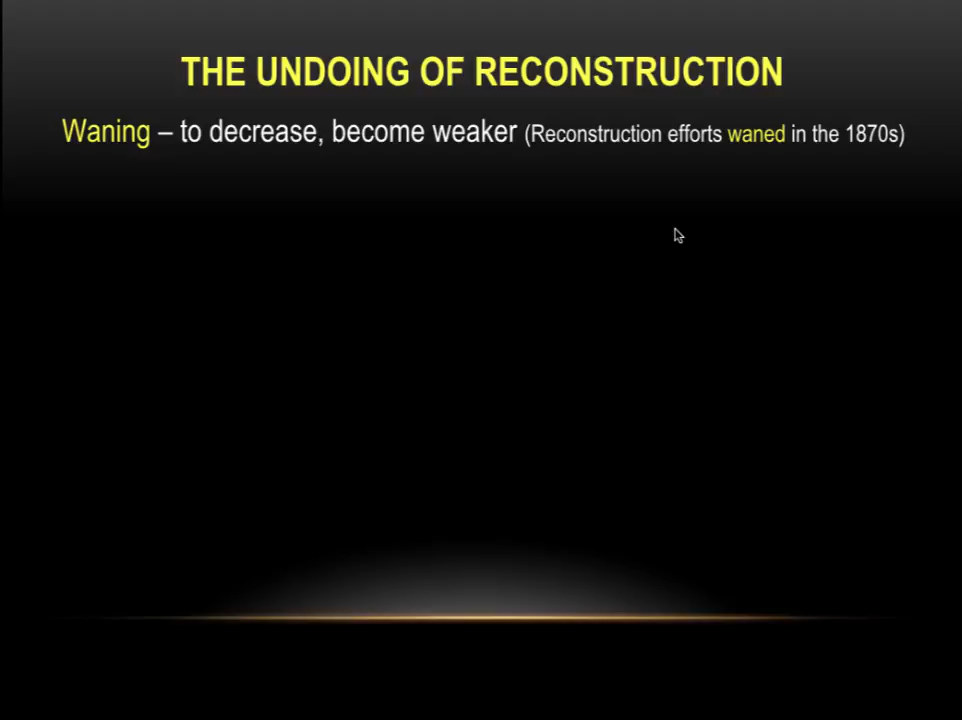 THE UNDOING OF RECONSTRUCTION
Waning – to decrease, become weaker (Reconstruction efforts waned in the 1870s)